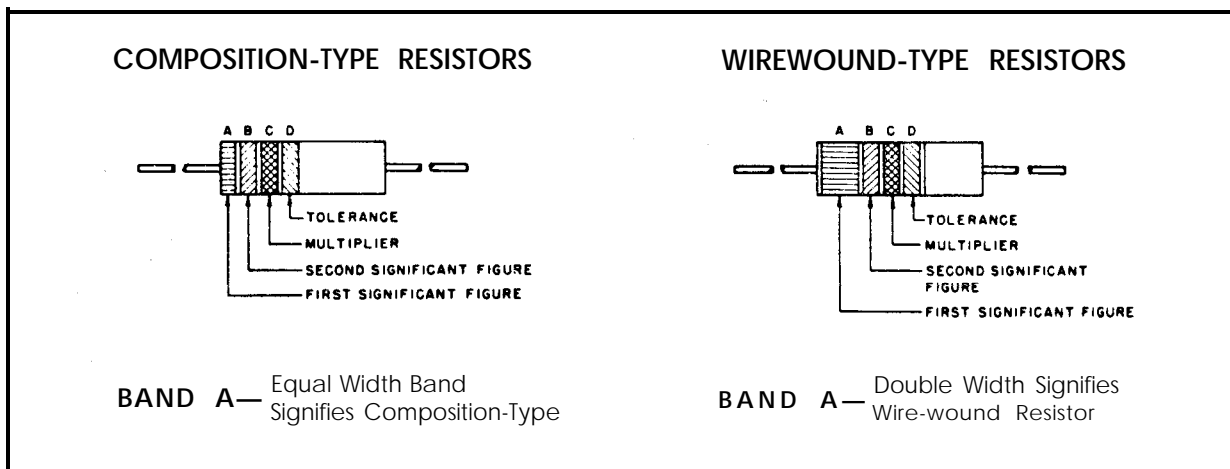 COMPOSITION-TYPE RESISTORS
A B C D
TOLERANCE
MULTIPLIER
SECOND SIGNIFICANT FIGURE
FIRST SIGNIFICANT FIGURE
BAND A— Equal Width Band
Signifies Composition-Type
WIREWOUND-TYPE RESISTORS
A B C D
TOLERANCE
MULTIPLIER
SECOND SIGNIFICANT
FIGURE
FIRST SIGNIFICANT FIGURE
BAND A— Double Width Signifies
Wire-wound Resistor